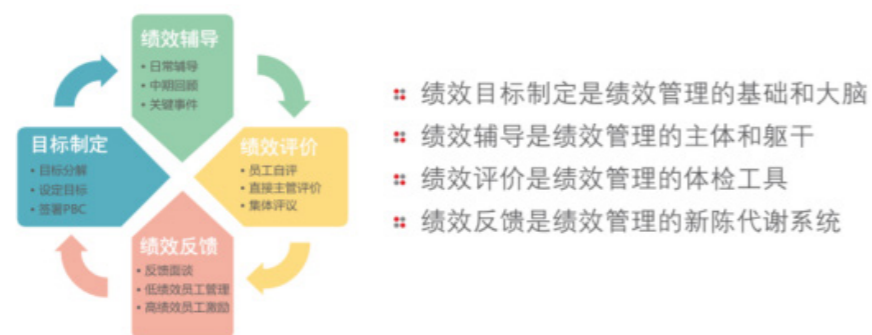 绩效辅导
• 日常辅导
• 中期回顾
• 关键事件
目标制定
• 目标分解
• 设定目标
• 签署PBC
绩效评价
• 员工自评
• 直接主管评价
• 集体评议
绩效反馈
• 反馈面谈
• 低绩效员工管理
• 高绩效员工激励
绩效目标制定是绩效管理的基础和大脑
绩效辅导是绩效管理的主体和躯干
绩效评价是绩效管理的体检工具
绩效反馈是绩效管理的新陈代谢系统